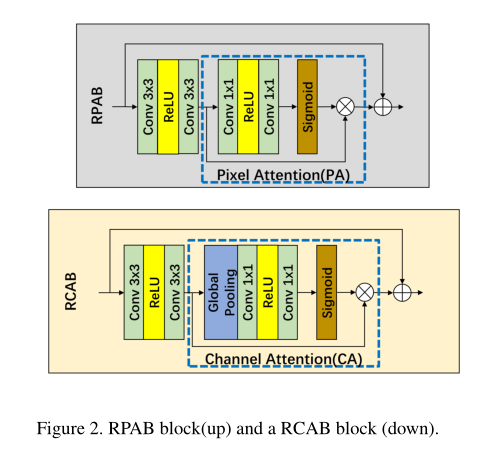 RPAB
Conv 3x3
ReLU
Conv 3x3
Conv 1x1
ReLU
Conv 1x1
Sigmoid
Pixel Attention(PA)
RCAB
Conv 3x3
ReLU
Conv 3x3
Global
Pooling
Conv 1x1
ReLU
Conv 1x1
Sigmoid
Channel Attention(CA)
Figure 2. RPAB block(up) and a RCAB block (down).